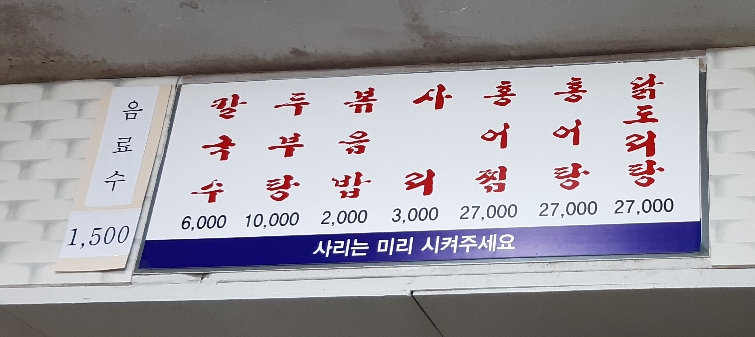 음료수
1,500
칼국수 6,000
두부탕 10,000
볶음밥 2,000
사리 3,000
홍어찜 27,000
홍어탕 27,000
닭도리탕 27,000
사리는 미리 시켜주세요